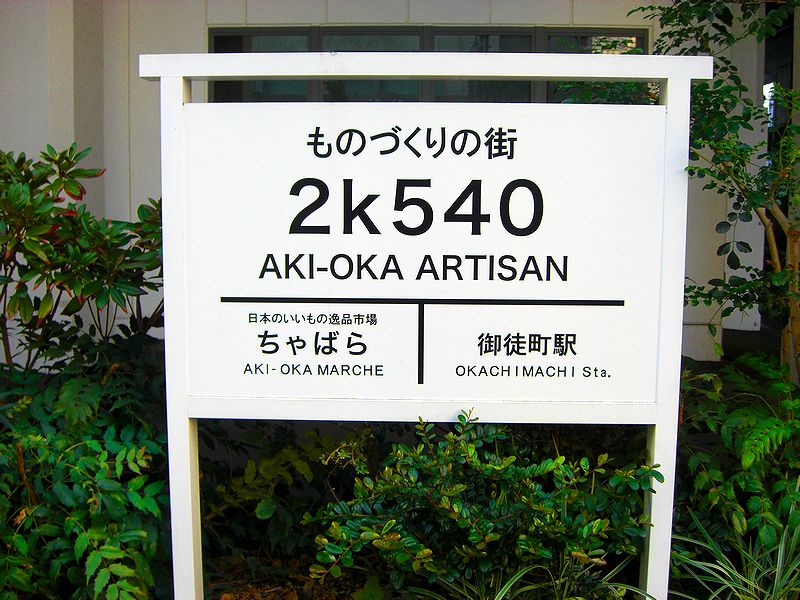 ものづくりの街
2k540
AKI-OKA ARTISAN
日本のいいもの逸品市場
ちゃばら
AKI-OKA MARCHE
御徒町駅
OKACHIMACHI Sta.